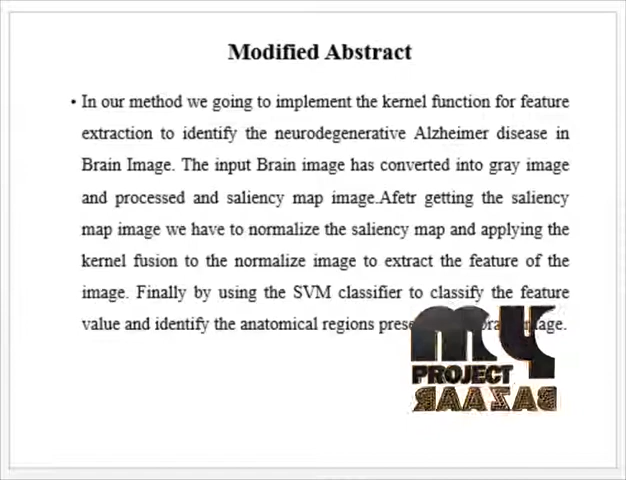 Modified Abstract
• In our method we going to implement the kernel function for feature
extraction to identify the neurodegenerative Alzheimer disease in
Brain Image. The input Brain image has converted into gray image
and processed and saliency map image.Afetr getting the saliency
map image we have to normalize the saliency map and applying the
kernel fusion to the normalize image to extract the feature of the
image. Finally by using the SVM classifier to classify the feature
value and identify the anatomical regions
MY
PROJECT
BAZAAR